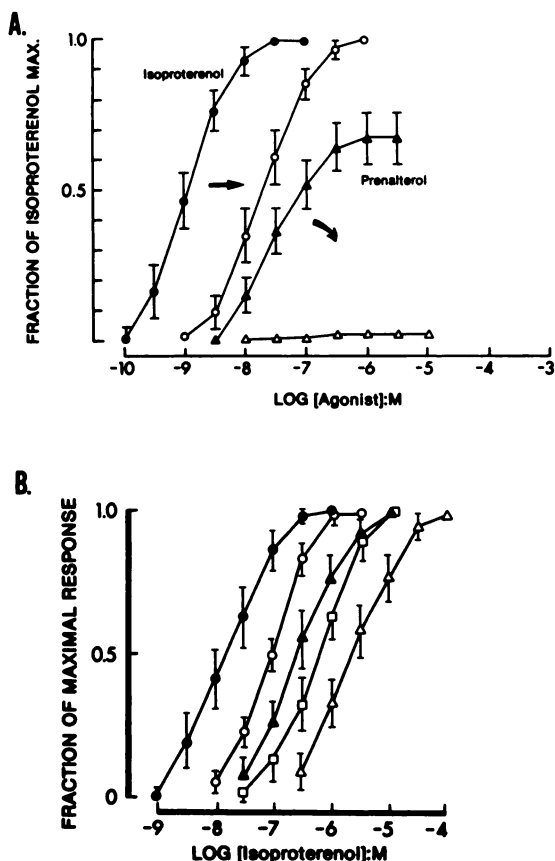 A.
FRACTION OF ISOPROTERENOL MAX.
1.0
0.5
Isoproterenol
Prenalterol
-10 -9 -8 -7 -6 -5 -4 -3
LOG [Agonist]:M
B.
FRACTION OF MAXIMAL RESPONSE
1.0
0.5
0
-9 -8 -7 -6 -5 -4
LOG [Isoproterenol]:M